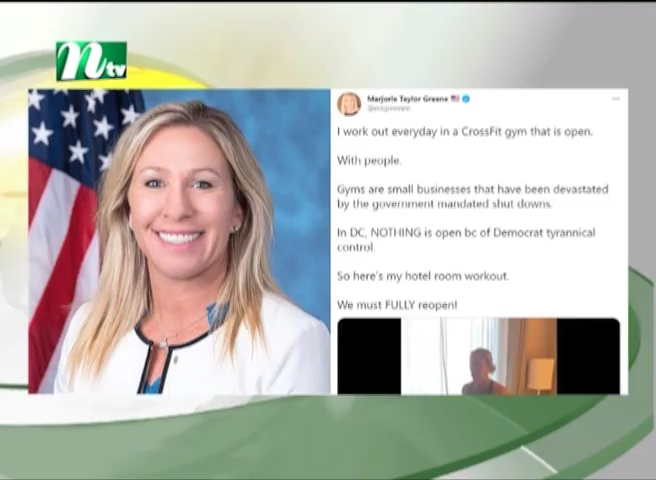 ntv
Marjorie Taylor Greene
I work out everyday in a CrossFit gym that is open.
With people.
Gyms are small businesses that have been devastated
by the government mandated shut downs.
In DC, NOTHING is open bc of Democrat tyrannical
control.
So here's my hotel room workout.
We must FULLY reopen!